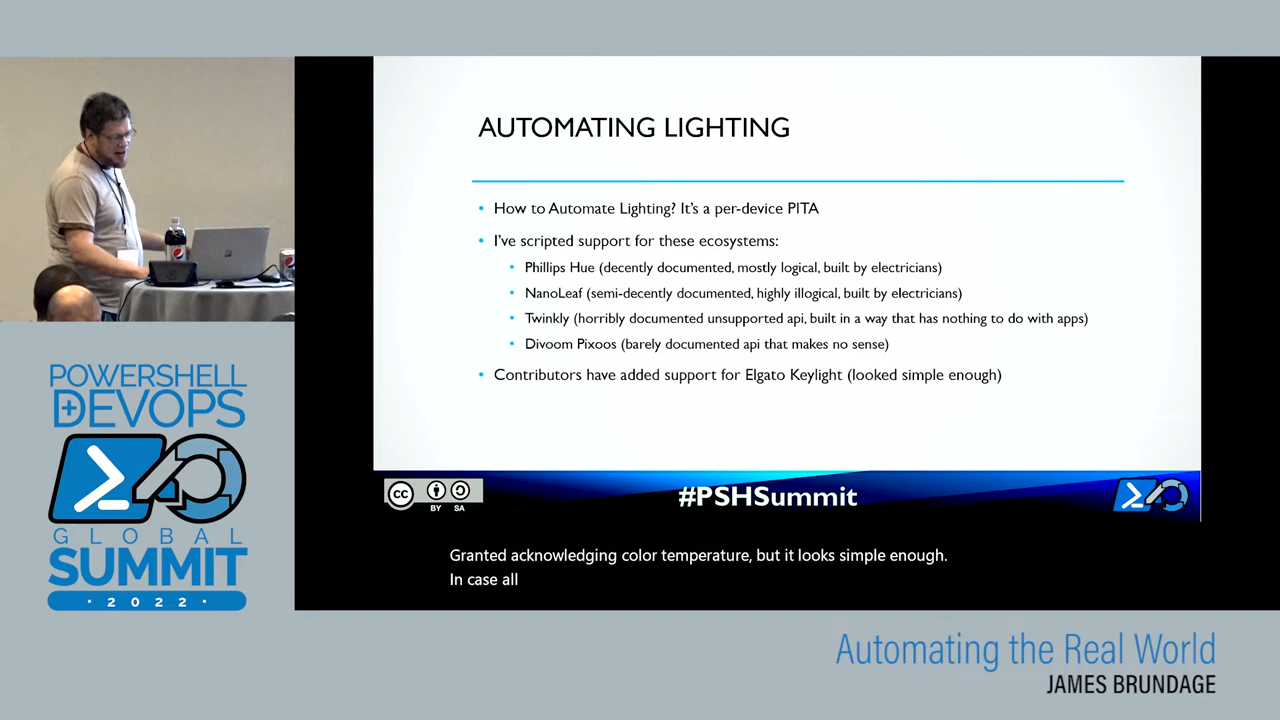 AUTOMATING LIGHTING
• How to Automate Lighting? It's a per-device PITA
• I've scripted support for these ecosystems:
• Phillips Hue (decently documented, mostly logical, built by electricians)
• NanoLeaf (semi-decently documented, highly illogical, built by electricians)
• Twinkly (horribly documented unsupported api, built in a way that has nothing to do with apps)
• Divoom Pixoos (barely documented api that makes no sense)
• Contributors have added support for Elgato Keylight (looked simple enough)
cc BY SA
#PSHSummit
Granted acknowledging color temperature, but it looks simple enough.
In case all
POWERSHELL
+DEVOPS
GLOBAL
SUMMIT
· 2022 ·
Automating the Real World
JAMES BRUNDAGE